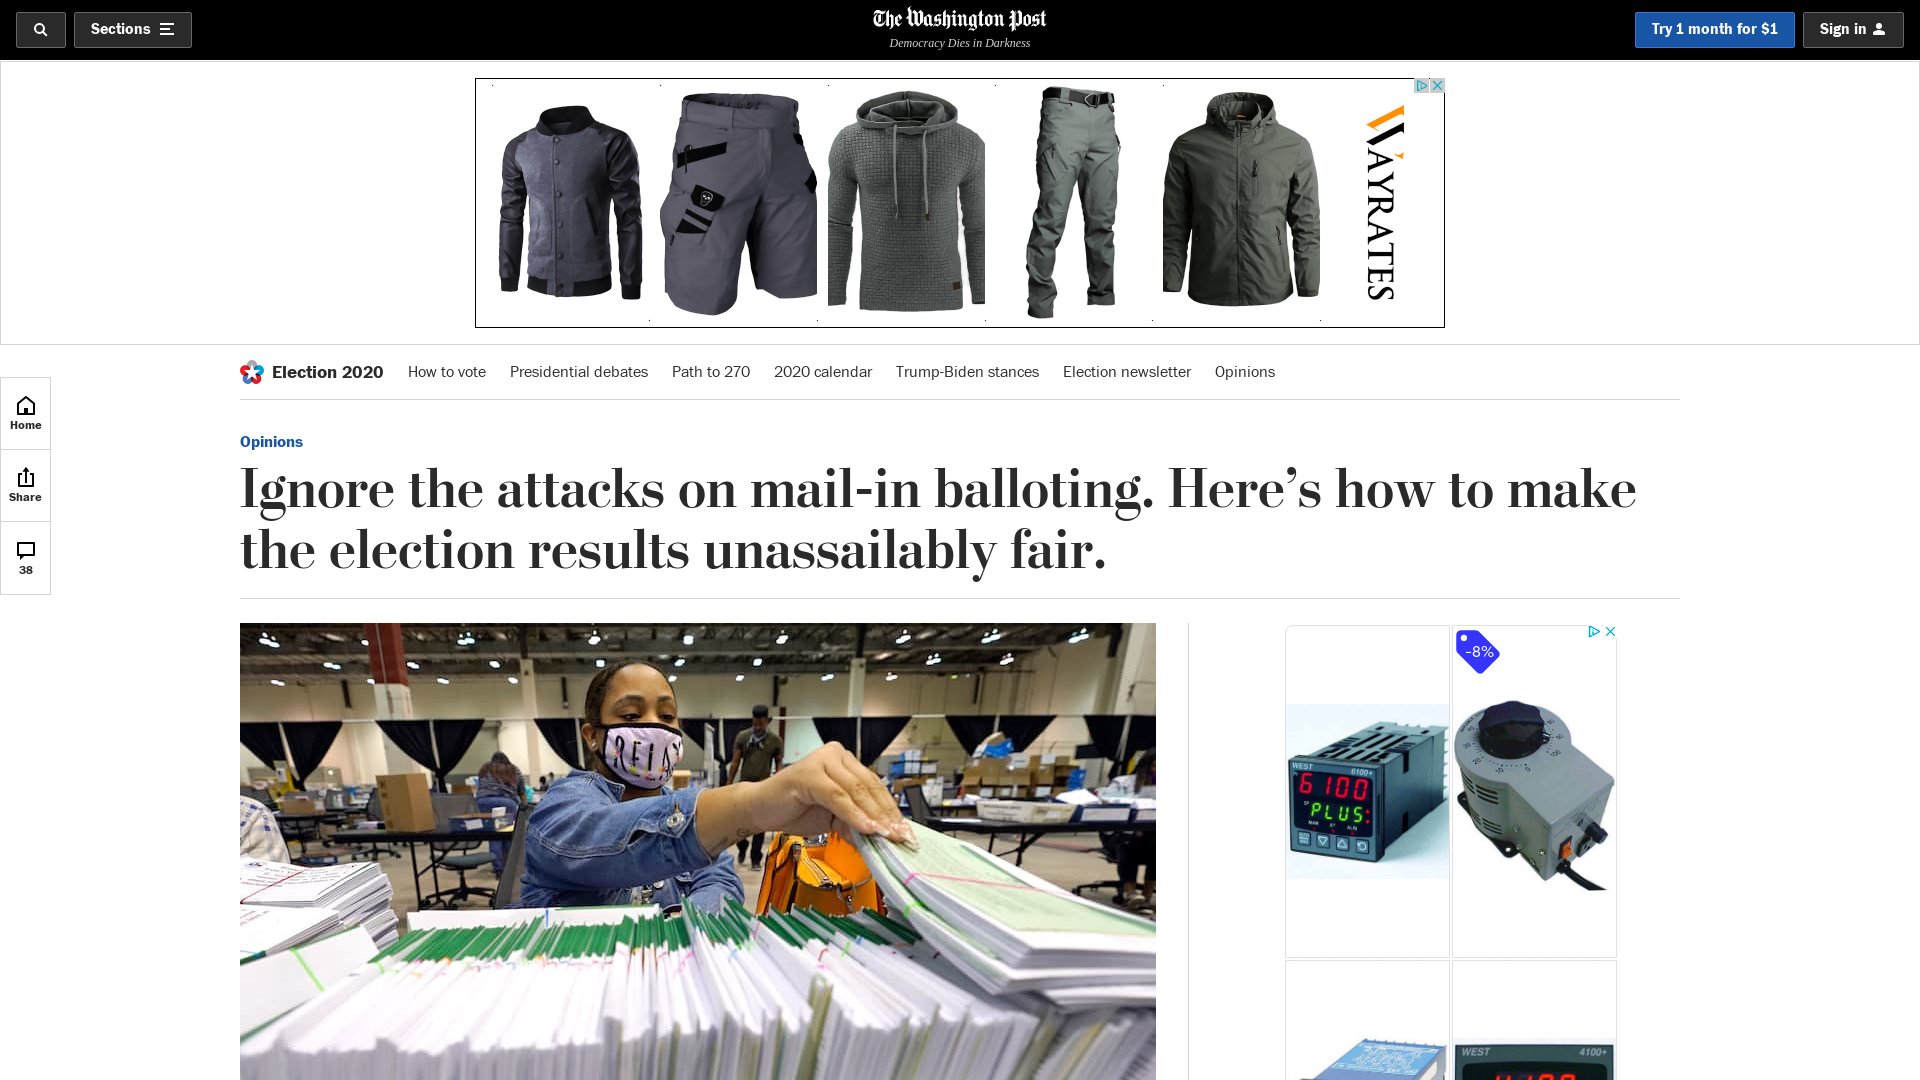 Sections
The Washington Post
Democracy Dies in Darkness
Try 1 month for $1
Sign in
WAYRATES
Election 2020
How to vote
Presidential debates
Path to 270
2020 calendar
Trump-Biden stances
Election newsletter
Opinions
Home
Share
38
Opinions
Ignore the attacks on mail-in balloting. Here’s how to make
the election results unassailably fair.
RELAX
-8%
WEST
6100+
6100
PLUS
WEST
4100+